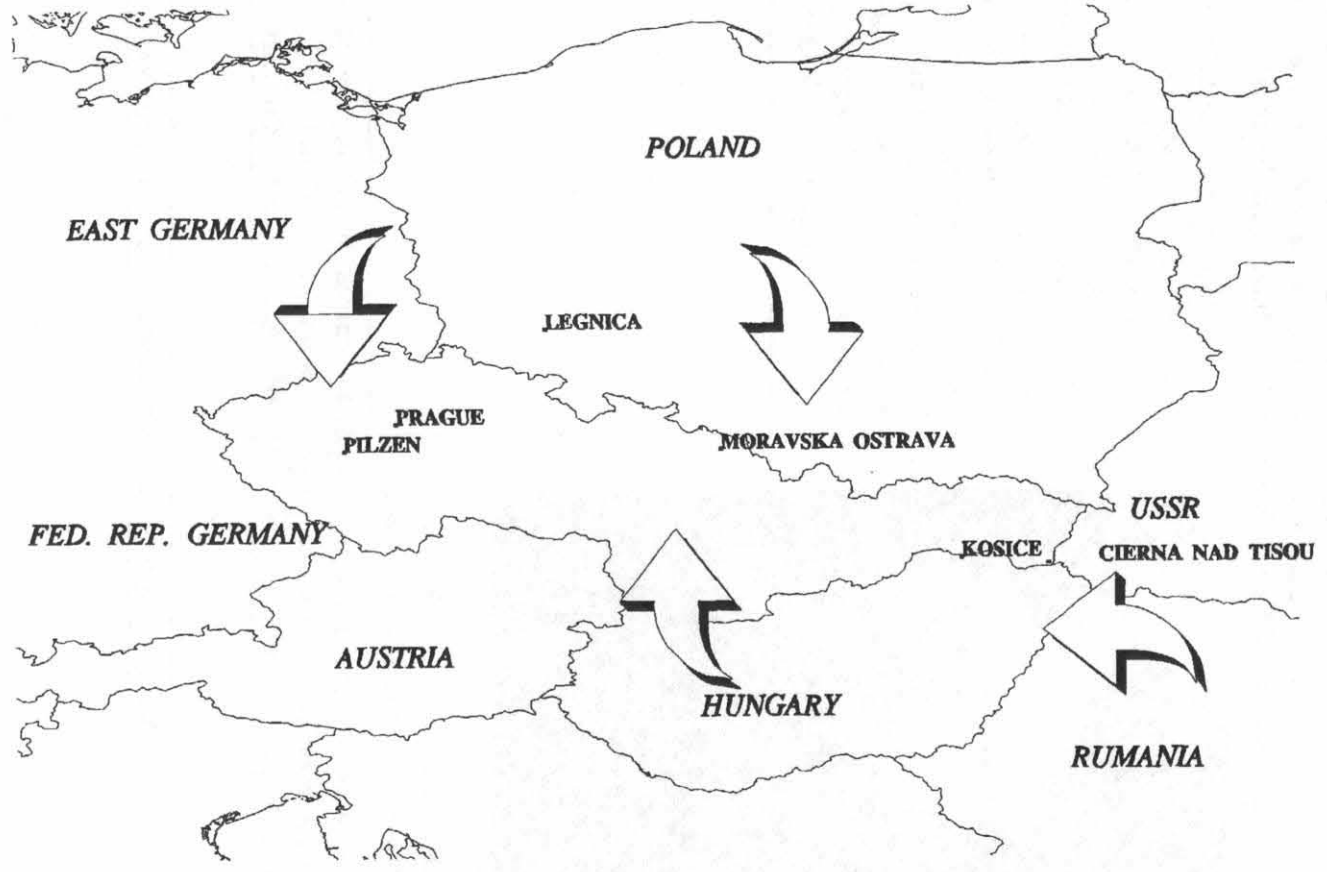 POLAND
EAST GERMANY
LEGNICA
PRAGUE
PILZEN
MORAVSKA OSTRAVA
USSR
FED. REP. GERMANY
KOSICE
CIERNA NAD TISOU
AUSTRIA
HUNGARY
RUMANIA